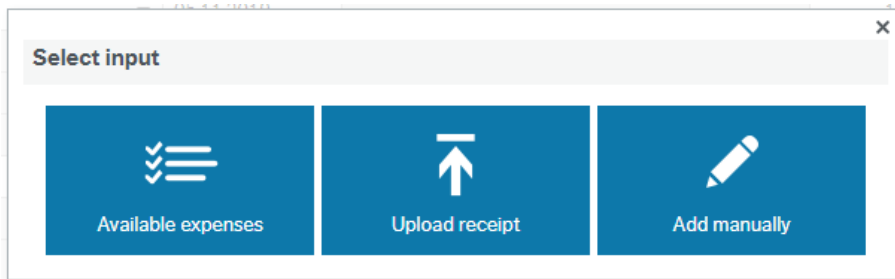 Select input
Available expenses
Upload receipt
Add manually